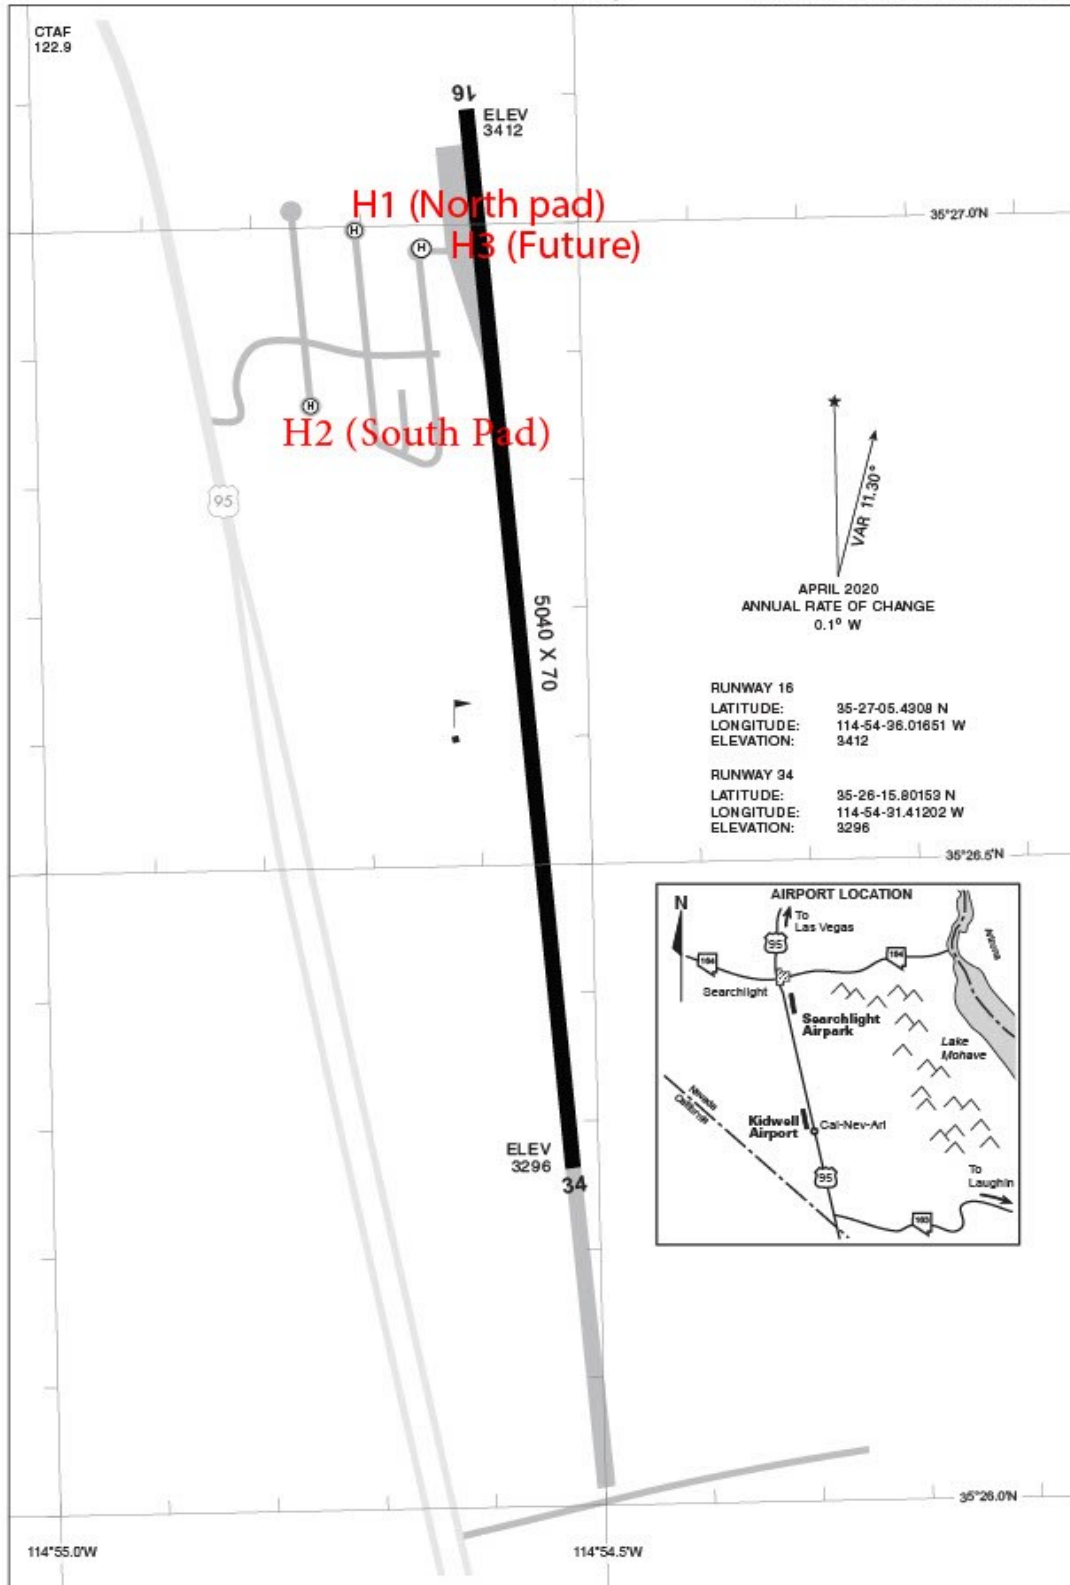 CTAF
122.9
16
ELEV
3412
H1 (North pad)
35°27.0'N
H
H
H3 (Future)
H
H2 (South Pad)
95
VAR 11.30°
APRIL 2020
ANNUAL RATE OF CHANGE
0.1° W
5040 X 70
RUNWAY 16
LATITUDE: 35-27-05.4308 N
LONGITUDE: 114-54-36.01651 W
ELEVATION: 3412
RUNWAY 34
LATITUDE: 35-26-15.80153 N
LONGITUDE: 114-54-31.41202 W
ELEVATION: 3296
35°26.5'N
AIRPORT LOCATION
N
To
Las Vegas
95
164
164
Arizona
Searchlight
Searchlight
Airpark
Lake
Mohave
Nevada
California
Kidwell
Airport
Cal-Nev-Ari
95
To
Laughlin
163
ELEV
3296
34
35°26.0'N
114°55.0'W
114°54.5'W